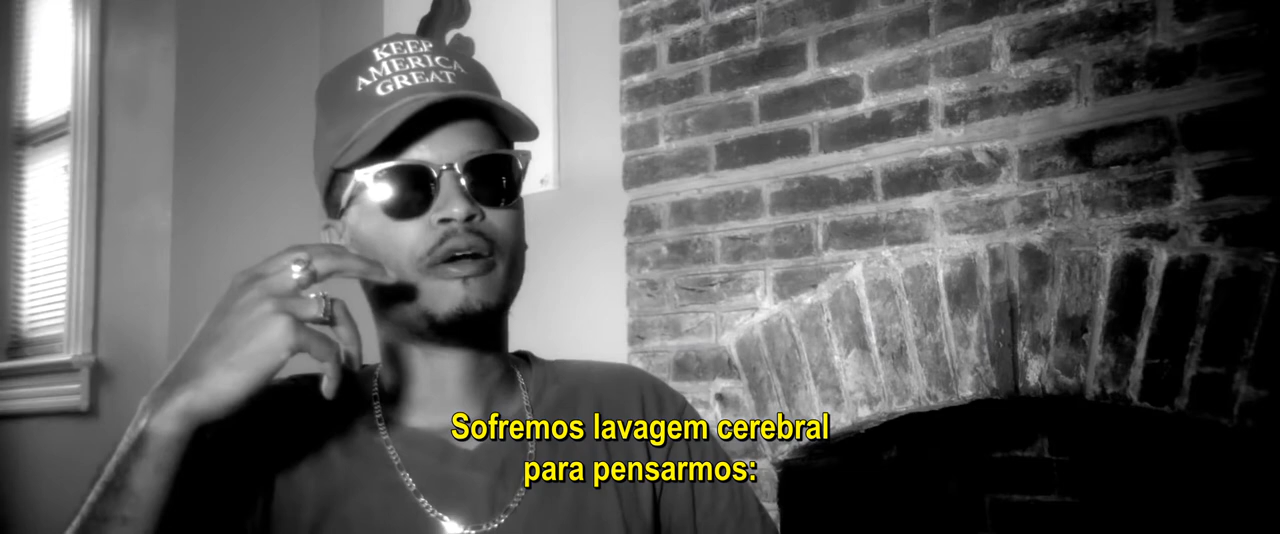 KEEP
AMERICA
GREAT
Sofremos lavagem cerebral
para pensarmos: